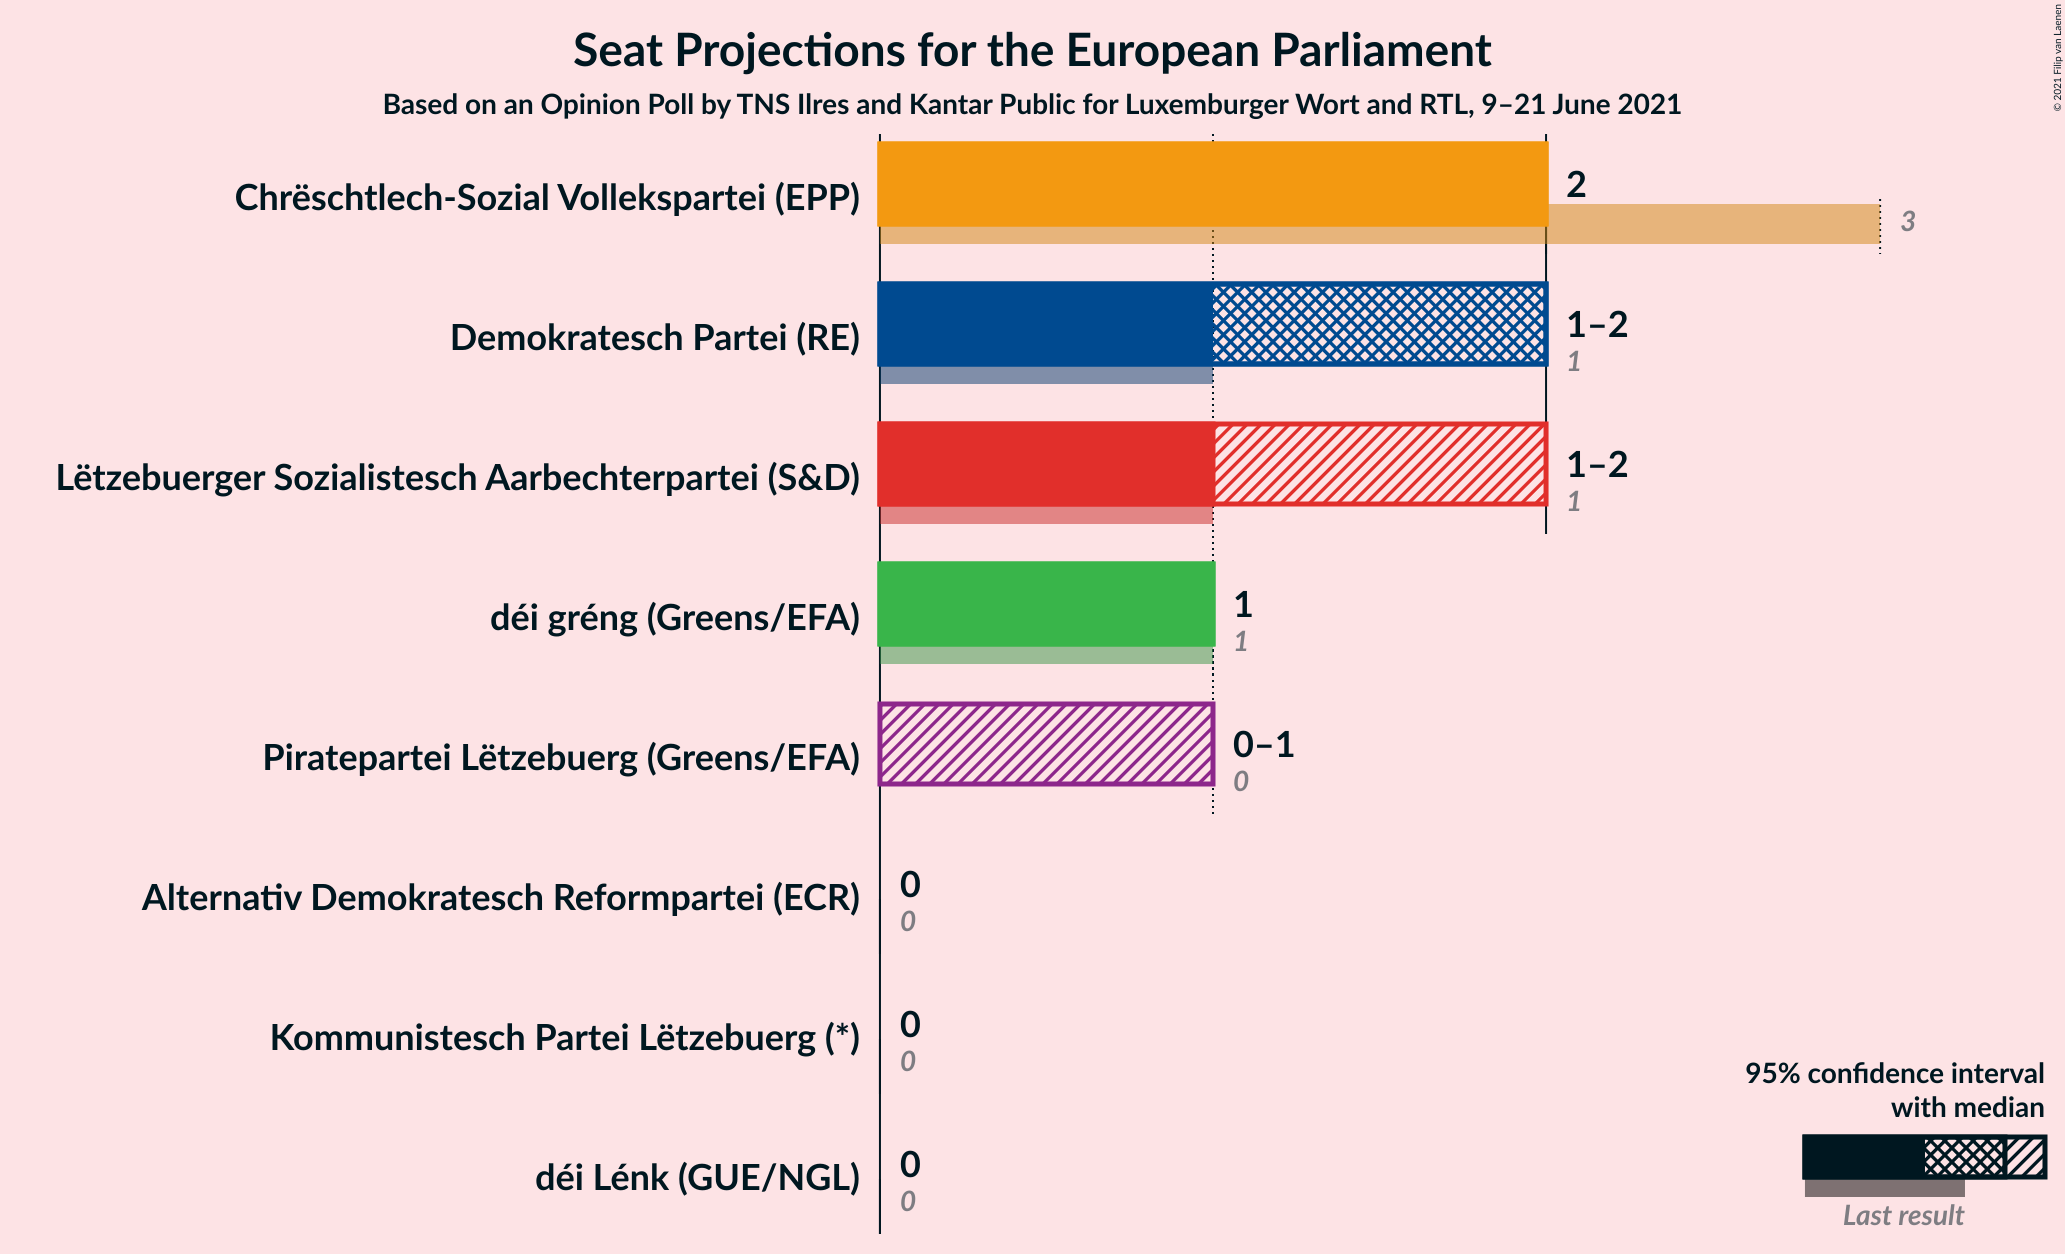 Seat Projections for the European Parliament
Based on an Opinion Poll by TNS Ilres and Kantar Public for Luxemburger Wort and RTL, 9–21 June 2021
© 2021 Filip van Laenen
Chrëschtlech-Sozial Vollekspartei (EPP)
2
3
Demokratesch Partei (RE)
1–2
1
Lëtzebuerger Sozialistesch Aarbechterpartei (S&D)
1–2
1
déi gréng (Greens/EFA)
1
1
Piratepartei Lëtzebuerg (Greens/EFA)
0–1
0
Alternativ Demokratesch Reformpartei (ECR)
0
0
Kommunistesch Partei Lëtzebuerg (*)
0
0
déi Lénk (GUE/NGL)
0
0
95% confidence interval
with median
Last result